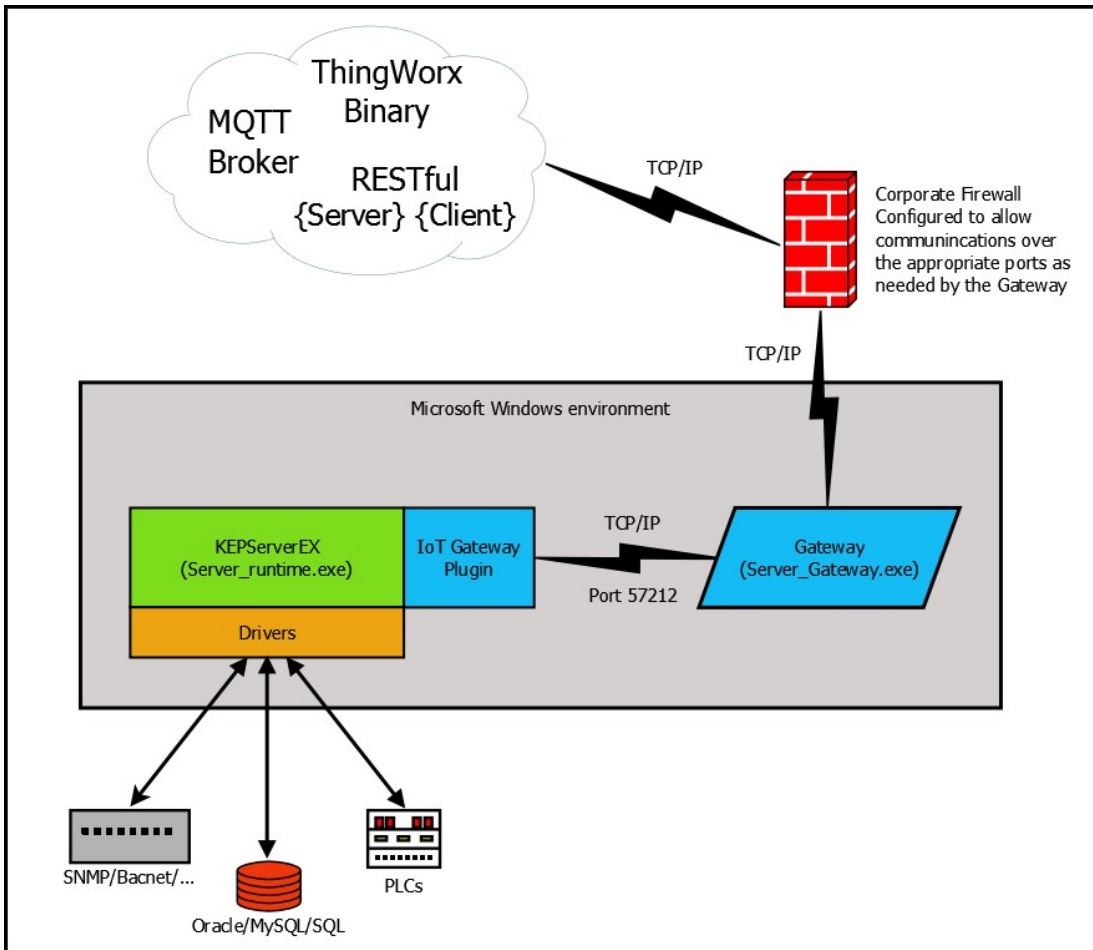 ThingWorx
Binary
MQTT
Broker
RESTful
{Server} {Client}
TCP/IP
Corporate Firewall
Configured to allow
communincations over
the appropriate ports as
needed by the Gateway
TCP/IP
Microsoft Windows environment
KEPServerEX
(Server_runtime.exe)
IoT Gateway
Plugin
TCP/IP
Port 57212
Gateway
(Server_Gateway.exe)
Drivers
SNMP/Bacnet/...
Oracle/MySQL/SQL
PLCs